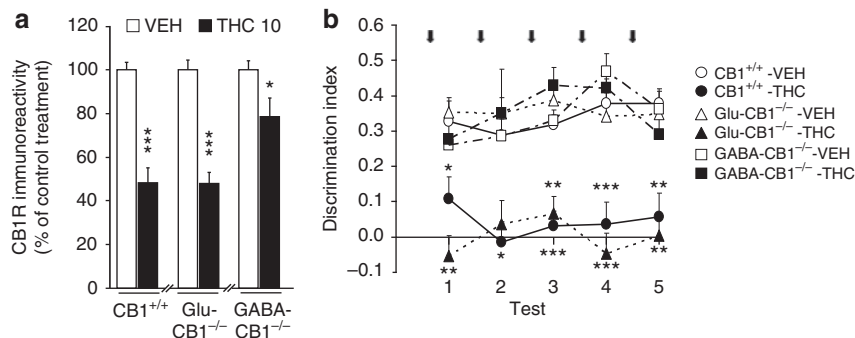 a
VEH THC 10
CB1R immunoreactivity
(% of control treatment)
120
100
80
60
40
20
0
***
***
*
CB1+/+
Glu-
CB1−/−
GABA-
CB1−/−
b
Discrimination index
0.6
0.5
0.4
0.3
0.2
0.1
0.0
−0.1
*
**
***
**
**
*
***
***
**
1 2 3 4 5
Test
CB1+/+ -VEH
CB1+/+ -THC
Glu-CB1−/− -VEH
Glu-CB1−/− -THC
GABA-CB1−/−-VEH
GABA-CB1−/− -THC